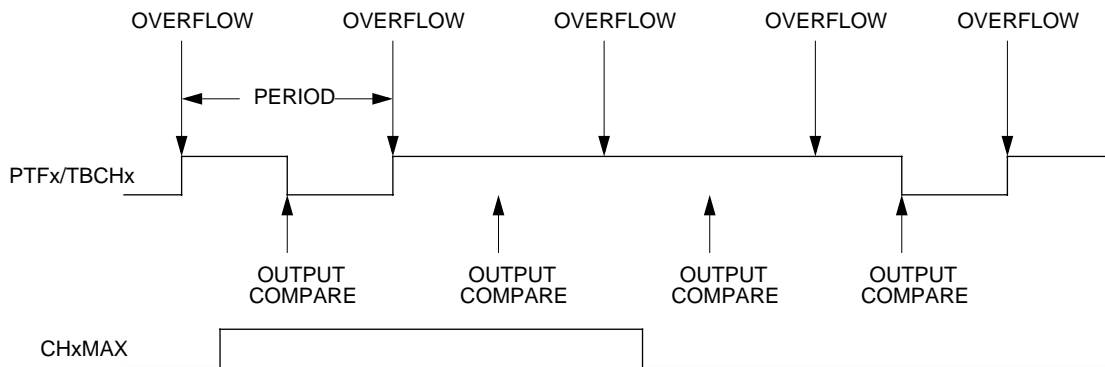 OVERFLOW OVERFLOW OVERFLOW OVERFLOW OVERFLOW
PERIOD
PTFx/TBCHx
OUTPUT COMPARE
OUTPUT COMPARE
OUTPUT COMPARE
OUTPUT COMPARE
CHxMAX